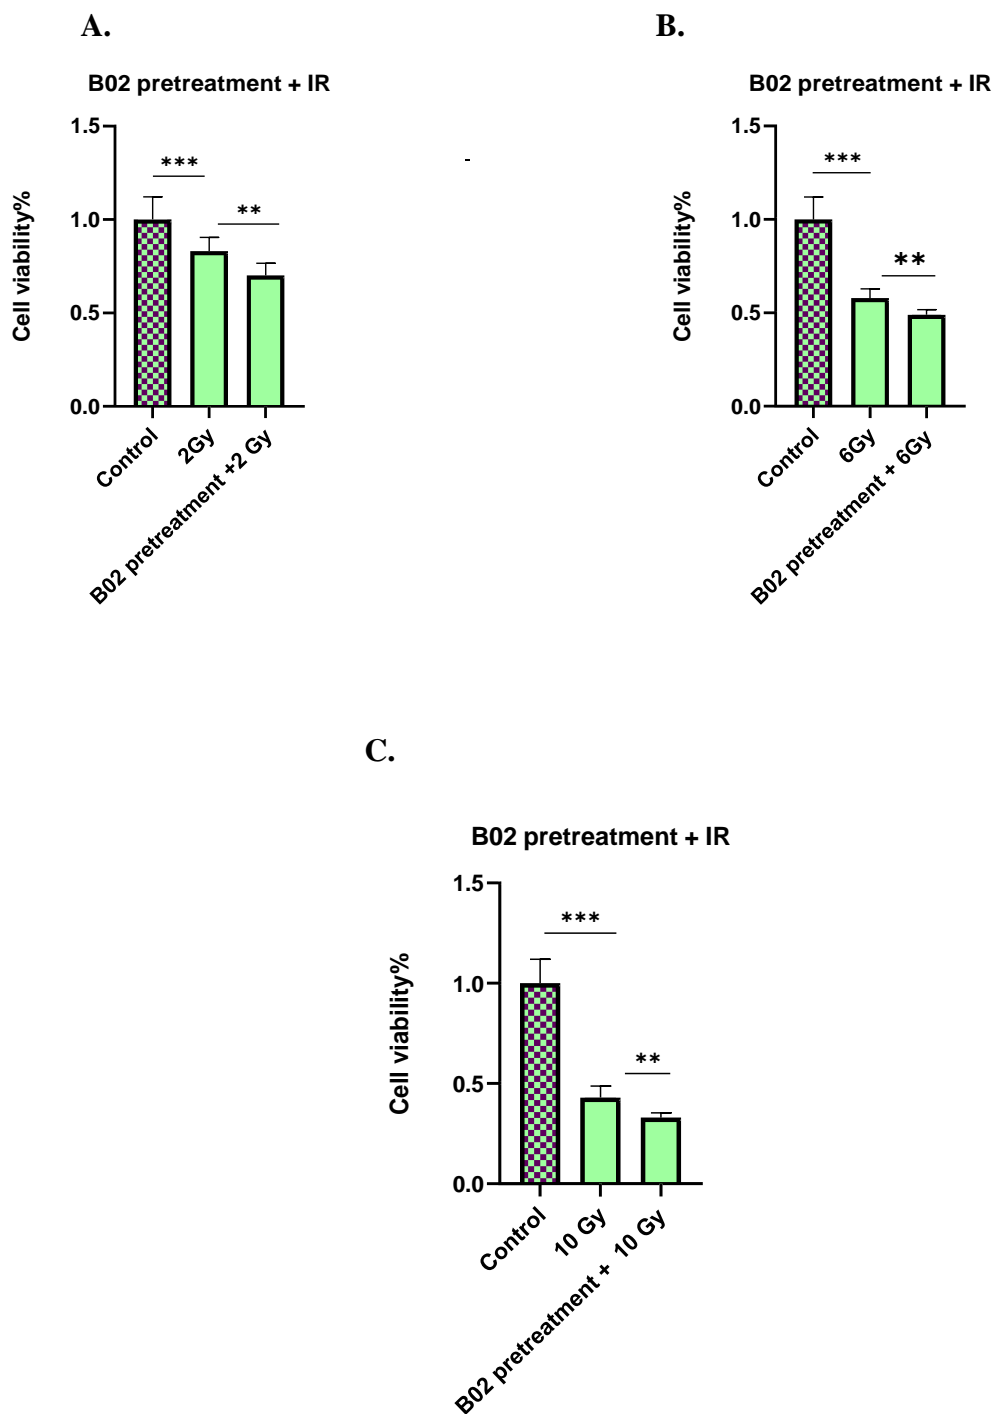 A.
B02 pretreatment + IR
Cell viability%
1.5
1.0
0.5
0.0
***
**
Control
2Gy
B02 pretreatment +2 Gy
-
B.
B02 pretreatment + IR
Cell viability%
1.5
1.0
0.5
0.0
***
**
Control
6Gy
B02 pretreatment + 6Gy
C.
B02 pretreatment + IR
Cell viability%
1.5
1.0
0.5
0.0
***
**
Control
10 Gy
B02 pretreatment + 10 Gy